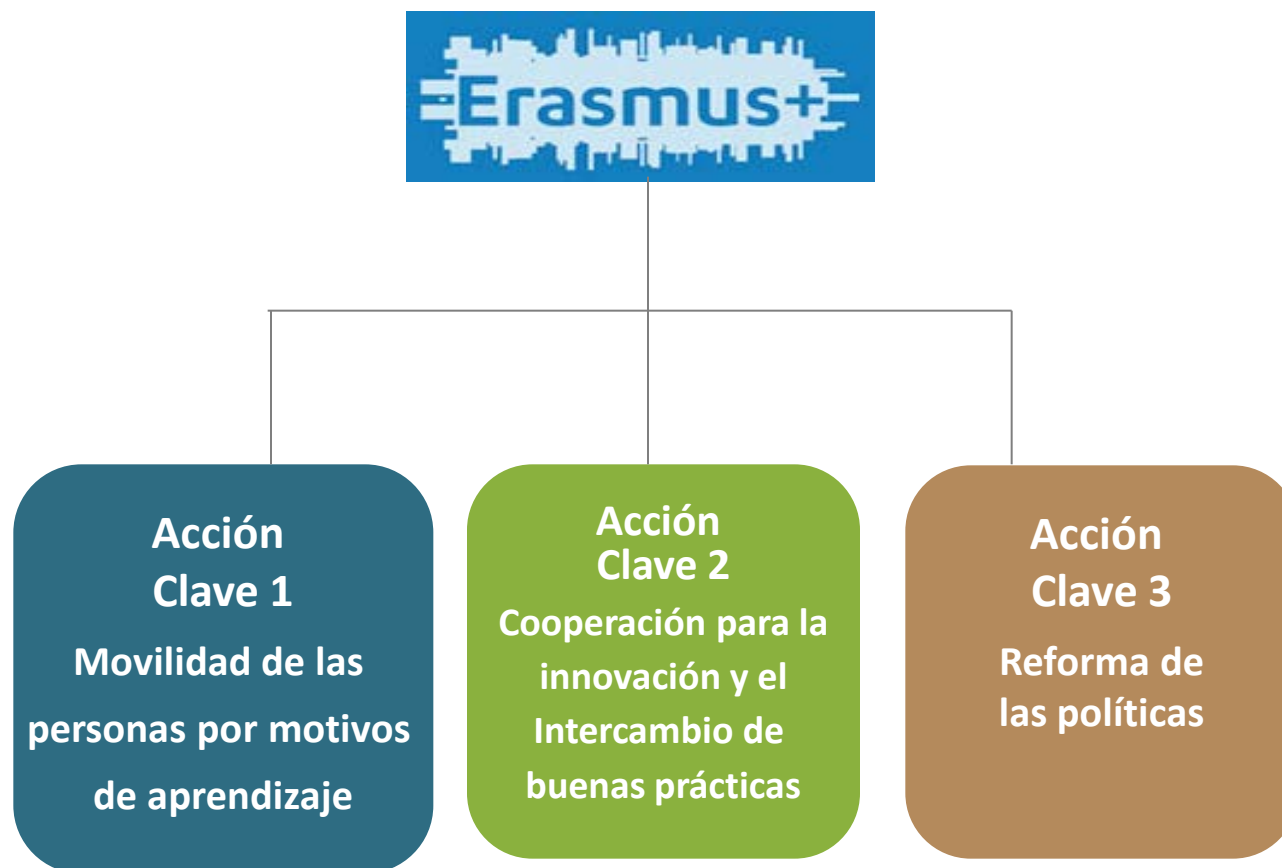 Erasmus+
Acción
Clave 1
Movilidad de las
personas por motivos
de aprendizaje
Acción
Clave 2
Cooperación para la
innovación y el
Intercambio de
buenas prácticas
Acción
Clave 3
Reforma de
las políticas